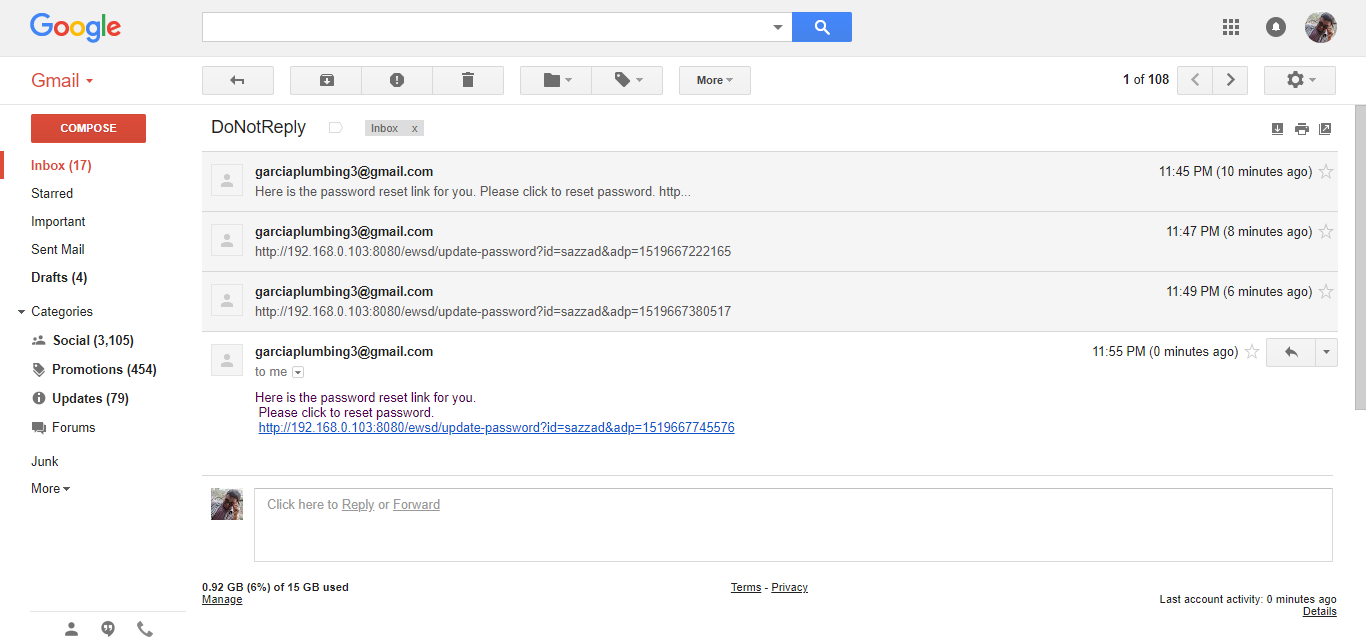 Google
Gmail
More
1 of 108
COMPOSE
DoNotReply
Inbox x
Inbox (17)
Starred
Important
Sent Mail
Drafts (4)
Categories
Social (3,105)
Promotions (454)
Updates (79)
Forums
Junk
More
garciaplumbing3@gmail.com 11:45 PM (10 minutes ago)
Here is the password reset link for you. Please click to reset password. http...
garciaplumbing3@gmail.com 11:47 PM (8 minutes ago)
http://192.168.0.103:8080/ewsd/update-password?id=sazzad&adp=1519667222165
garciaplumbing3@gmail.com 11:49 PM (6 minutes ago)
http://192.168.0.103:8080/ewsd/update-password?id=sazzad&adp=1519667380517
garciaplumbing3@gmail.com 11:55 PM (0 minutes ago)
to me
Here is the password reset link for you.
Please click to reset password.
http://192.168.0.103:8080/ewsd/update-password?id=sazzad&adp=1519667745576
Click here to Reply or Forward
0.92 GB (6%) of 15 GB used
Manage
Terms - Privacy
Last account activity: 0 minutes ago
Details